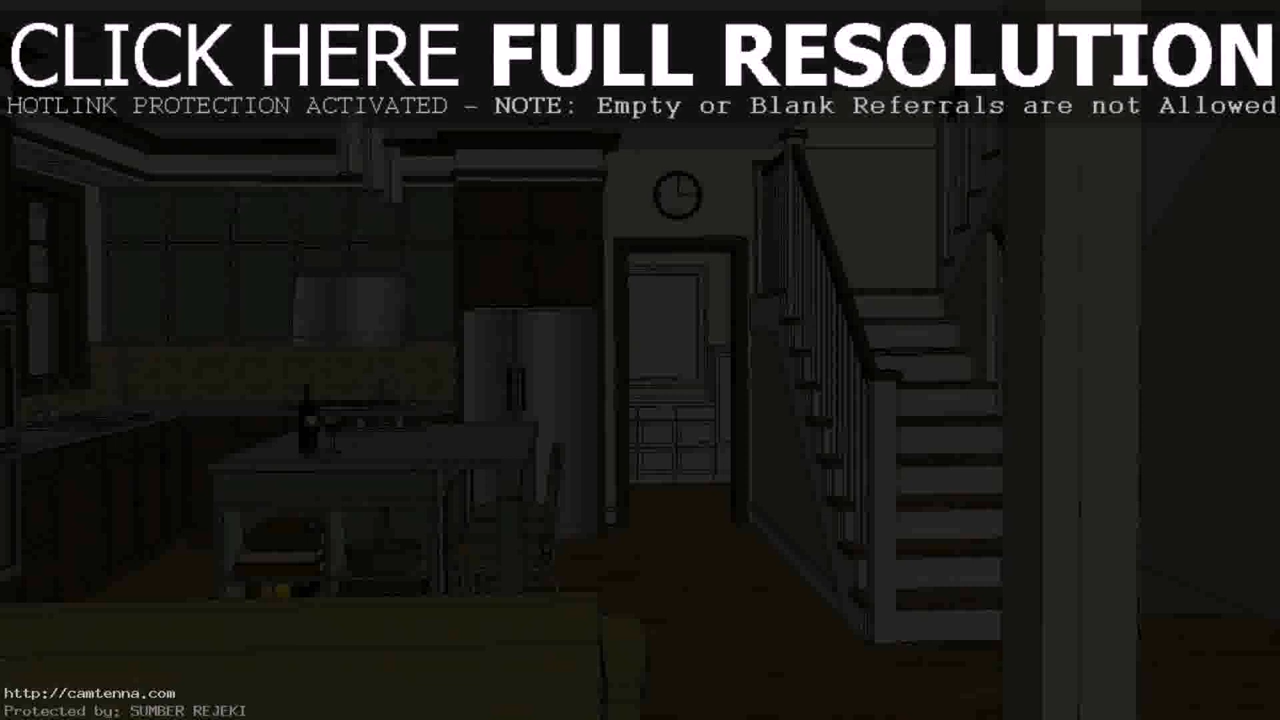 CLICK HERE FULL RESOLUTION
HOTLINK PROTECTION ACTIVATED - NOTE: Empty or Blank Referrals are not Allowed
http://camtenna.com
Protected by: SUMBER REJEKI